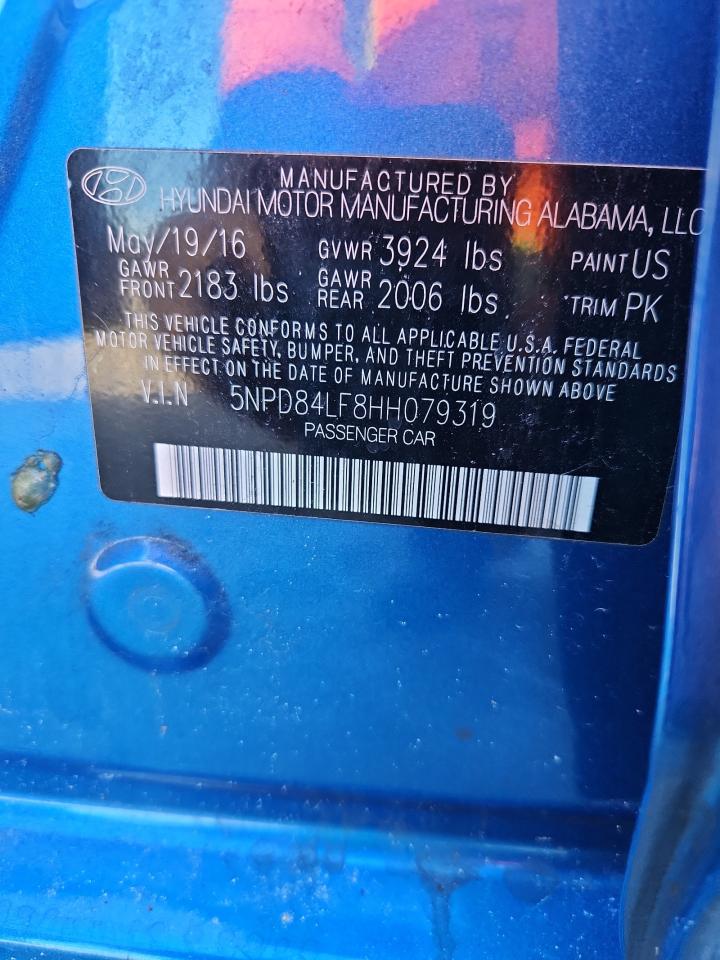 MANUFACTURED BY
HYUNDAI MOTOR MANUFACTURING ALABAMA, LLC
May/19/16 GVWR 3924 lbs PAINT US
GAWR FRONT 2183 lbs GAWR REAR 2006 lbs TRIM PK
THIS VEHICLE CONFORMS TO ALL APPLICABLE U.S.A. FEDERAL
MOTOR VEHICLE SAFETY, BUMPER, AND THEFT PREVENTION STANDARDS
IN EFFECT ON THE DATE OF MANUFACTURE SHOWN ABOVE
V.I.N 5NPD84LF8HH079319
PASSENGER CAR